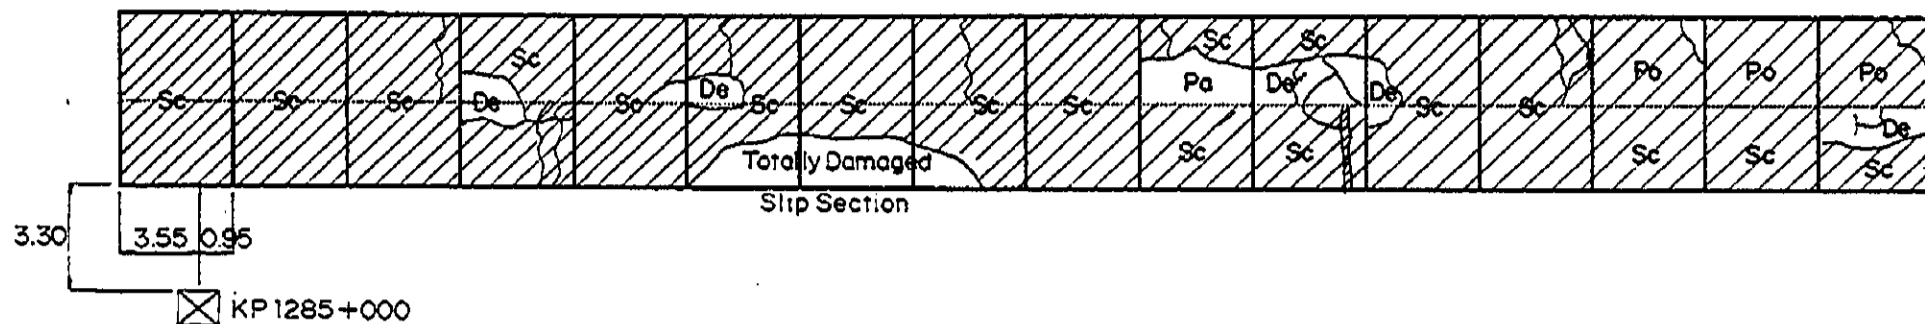 Sc Sc Sc
Sc Sc Sc De Sc De Sc Sc Sc Sc Pa De De Sc Sc Po Po Po
De
Totally Damaged Sc Sc Sc Sc Sc
Slip Section
3.30 3.55 0.95
KP 1285+000